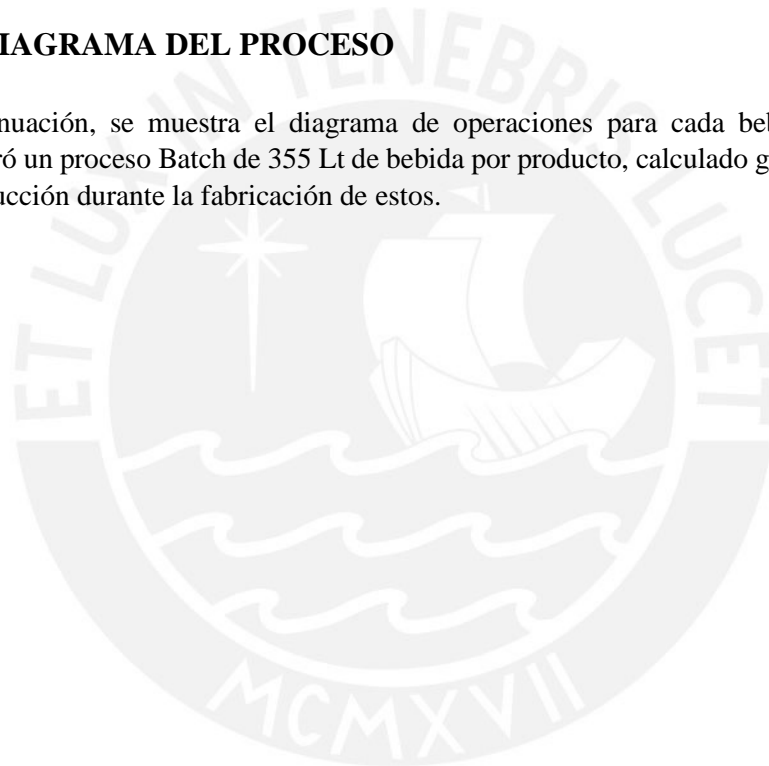 IAGRAMA DEL PROCESO
nuación, se muestra el diagrama de operaciones para cada beb
ró un proceso Batch de 355 Lt de bebida por producto, calculado g
ucción durante la fabricación de estos.
ET LUX IN TENEBRIS LUCET
MCMXVII